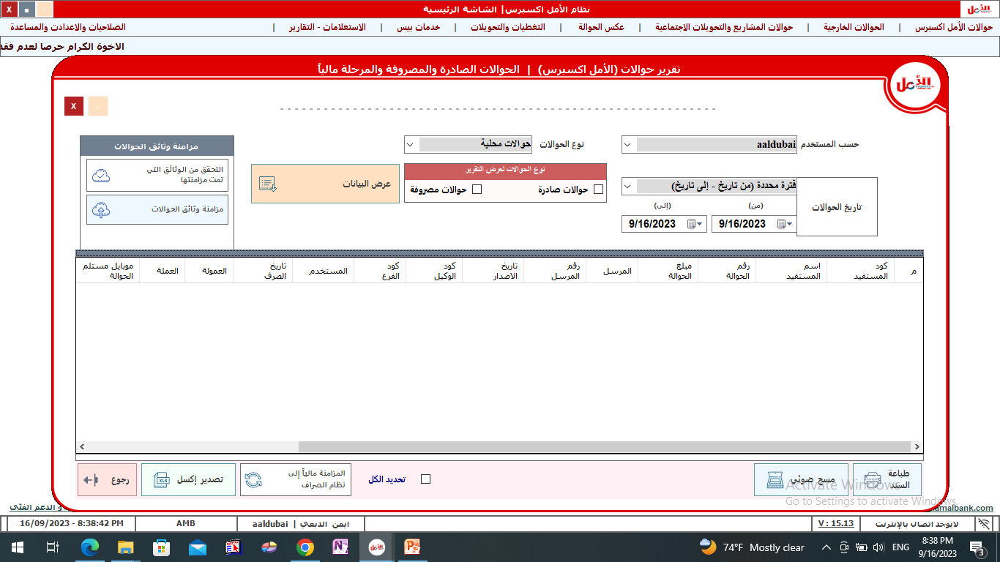 نظام الأمل اكسبرس| الشاشة الرئيسية
X
الأمل
حوالات الأمل اكسبرس | الحوالات الخارجية | حوالات المشاريع والتحويلات الاجتماعية | عكس الحوالة | التغطيات والتحويلات | خدمات بيس | الاستعلامات - التقارير | الصلاحيات والاعدادت والمساعدة
الاخوة الكرام حرصا لعدم فقد
تقرير حوالات (الأمل اكسبرس) | الحوالات الصادرة والمصروفة والمرحلة مالياً
الأمل
X
-
حسب المستخدم
aaldubai
نوع الحوالات
حوالات محلية
مزامنة وثائق الحوالات
التحقق من الوثائق التي
تمت مزامنتها
مزامنة وثائق الحوالات
نوع الحوالات لعرض التقرير
حوالات صادرة
حوالات مصروفة
عرض البيانات
تاريخ الحوالات
فترة محددة (من تاريخ - إلى تاريخ)
(من)
(إلى)
9/16/2023
9/16/2023
م
كود المستفيد
اسم المستفيد
رقم الحوالة
مبلغ الحوالة
المرسل
رقم المرسل
تاريخ الاصدار
كود الوكيل
كود الفرع
المستخدم
تاريخ الصرف
العمولة
العملة
موبايل مستلم الحوالة
طباعة
السند
مسح ضوئي
تحديد الكل
المزامنة مالياً إلى
نظام الصراف
تصدير إكسل
XLS
رجوع
Activate Windows
Go to Settings to activate Windows.
amalbank.com
و الدعم الفنّي
لايوجد اتصال بالإنترنت
V : 15.13
ايمن الدبعي | aaldubai
AMB
16/09/2023 - 8:38:42 PM
74°F Mostly clear
ENG
8:38 PM
9/16/2023
3